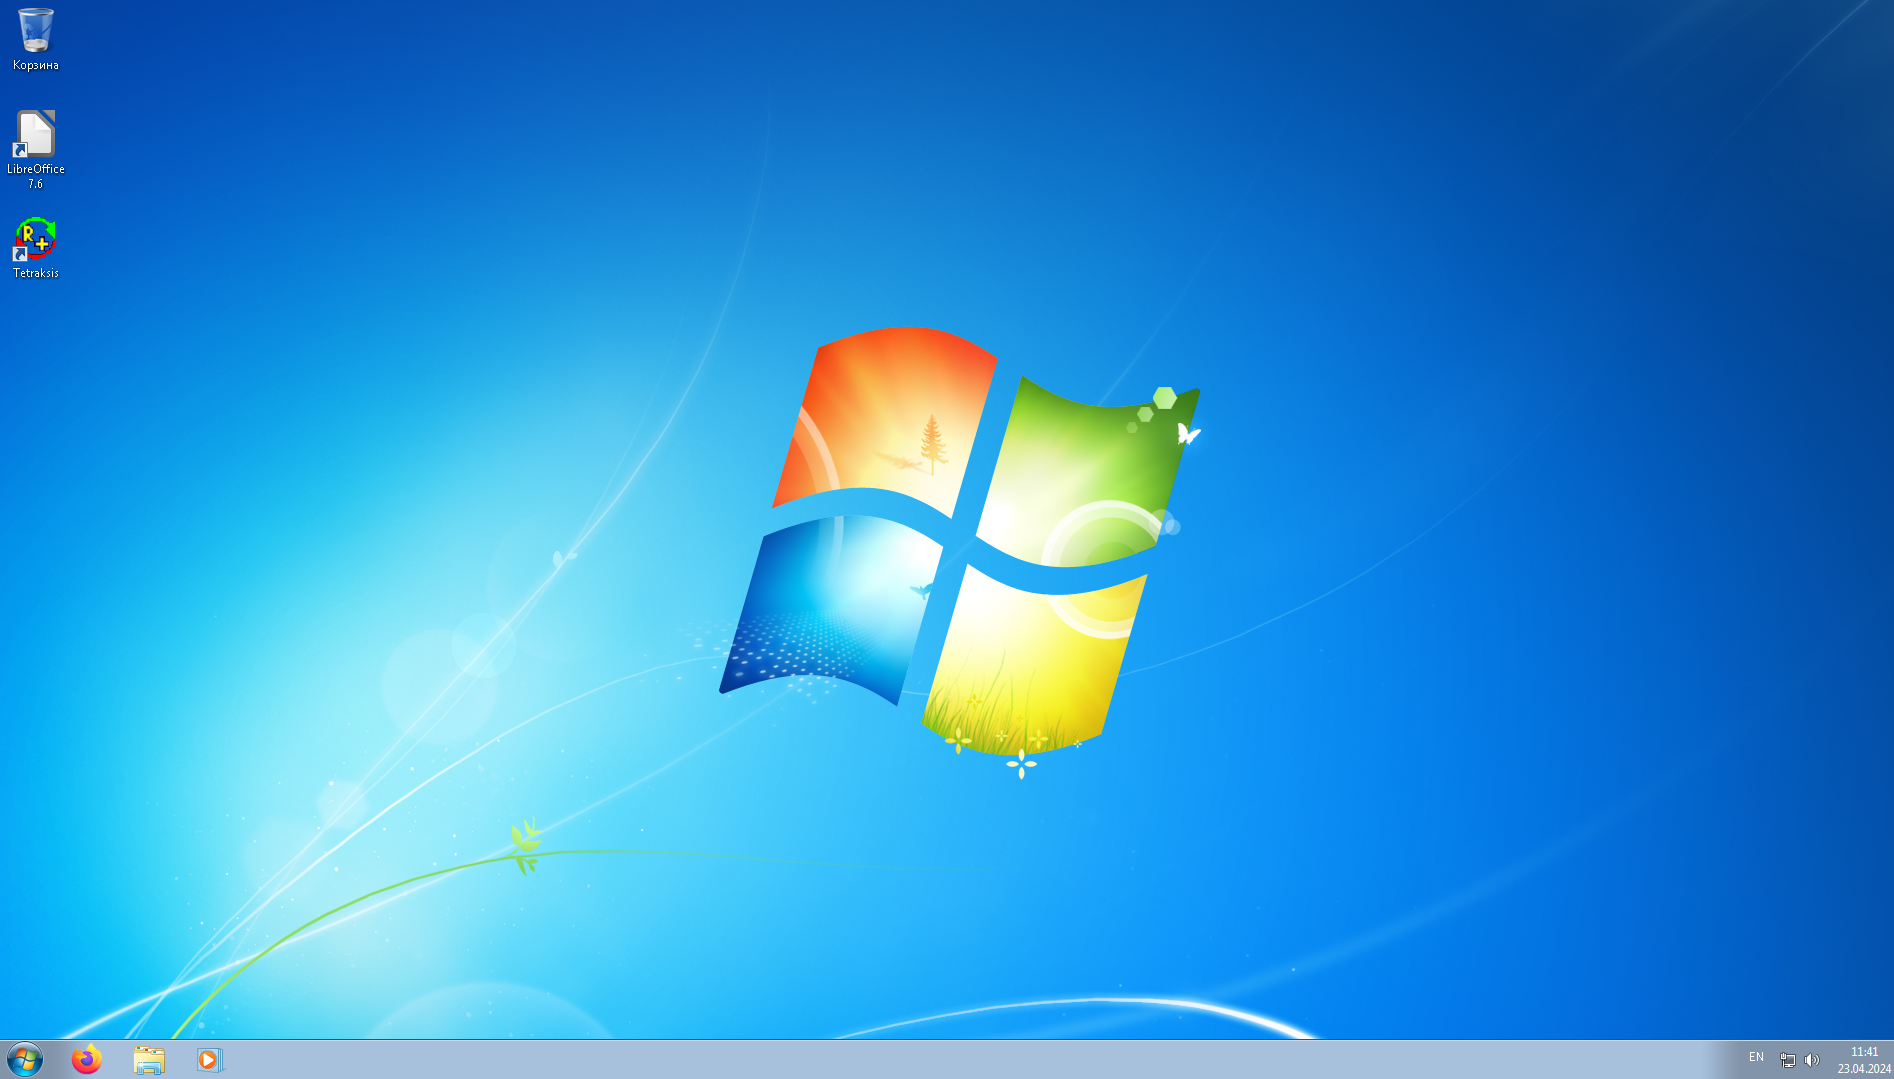 Корзина
LibreOffice
7.6
R+
Tetraksis
EN
11:41
23.04.2024